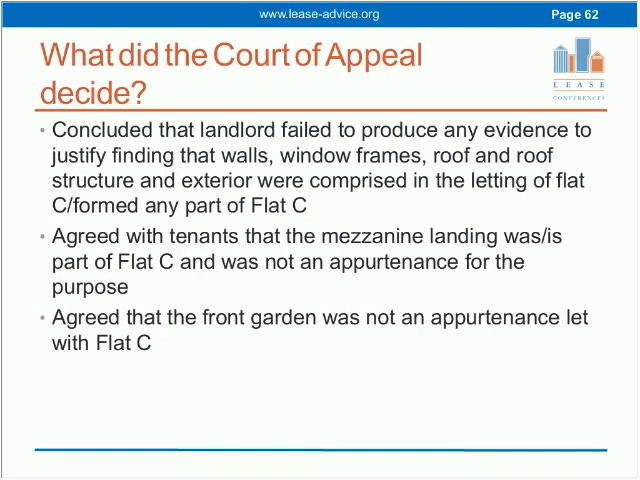 www.lease-advice.org
Page 62
What did the Court of Appeal
decide?
LEASE
CONFERENCES
• Concluded that landlord failed to produce any evidence to
justify finding that walls, window frames, roof and roof
structure and exterior were comprised in the letting of flat
C/formed any part of Flat C
• Agreed with tenants that the mezzanine landing was/is
part of Flat C and was not an appurtenance for the
purpose
• Agreed that the front garden was not an appurtenance let
with Flat C